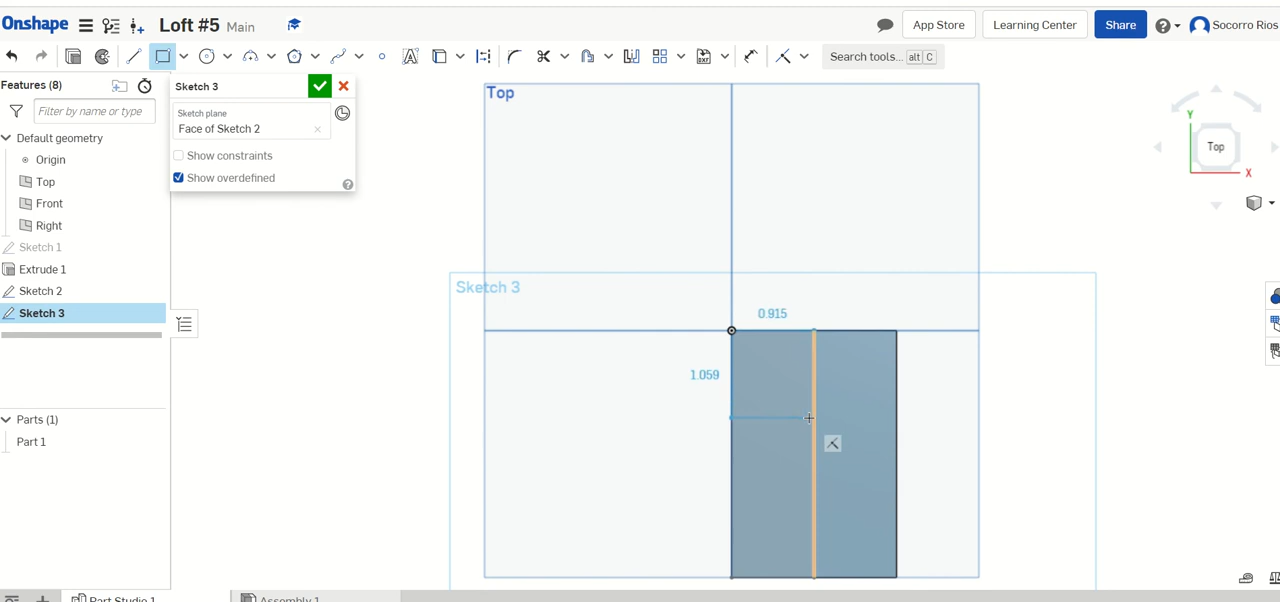 Onshape Loft #5 Main App Store Learning Center Share Socorro Rios
Search tools... alt C
Features (8)
Filter by name or type
Default geometry
Origin
Top
Front
Right
Sketch 1
Extrude 1
Sketch 2
Sketch 3
Parts (1)
Part 1
Sketch 3
Sketch plane
Face of Sketch 2
Show constraints
Show overdefined
Top
Sketch 3
0.915
1.059
Y
Top
X
Part Studio 1 Assembly 1